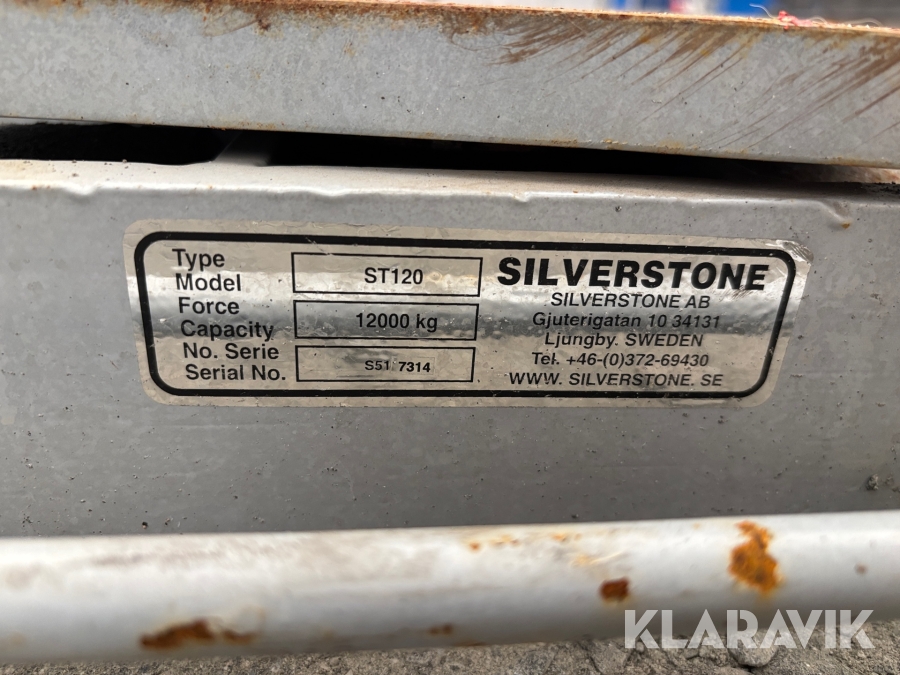 Type
Model
ST120
Force
Capacity
12000 kg
No. Serie
Serial No.
S51 7314
SILVERSTONE
SILVERSTONE AB
Gjuterigatan 10 34131
Ljungby. SWEDEN
Tel. +46-(0)372-69430
WWW. SILVERSTONE. SE
KLARAVIK